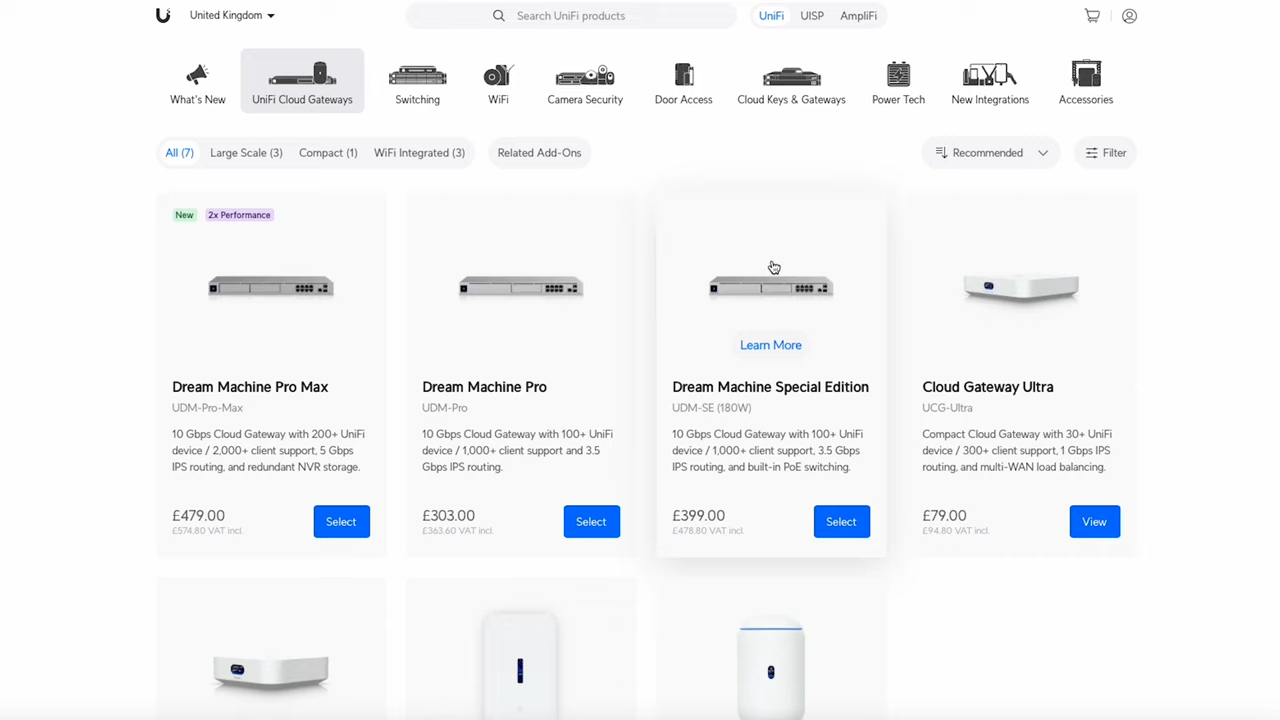 United Kingdom
Search UniFi products
UniFi
UISP
AmpliFi
What's New
UniFi Cloud Gateways
Switching
WiFi
Camera Security
Door Access
Cloud Keys & Gateways
Power Tech
New Integrations
Accessories
All (7)
Large Scale (3)
Compact (1)
WiFi Integrated (3)
Related Add-Ons
Recommended
Filter
New
2x Performance
Dream Machine Pro Max
UDM-Pro-Max
10 Gbps Cloud Gateway with 200+ UniFi
device / 2,000+ client support, 5 Gbps
IPS routing, and redundant NVR storage.
£479.00
£574.80 VAT incl.
Select
Dream Machine Pro
UDM-Pro
10 Gbps Cloud Gateway with 100+ UniFi
device / 1,000+ client support and 3.5
Gbps IPS routing.
£303.00
£363.60 VAT incl.
Select
Learn More
Dream Machine Special Edition
UDM-SE (180W)
10 Gbps Cloud Gateway with 100+ UniFi
device / 1,000+ client support, 3.5 Gbps
IPS routing, and built-in PoE switching.
£399.00
£478.80 VAT incl.
Select
Cloud Gateway Ultra
UCG-Ultra
Compact Cloud Gateway with 30+ UniFi
device / 300+ client support, 1 Gbps IPS
routing, and multi-WAN load balancing.
£79.00
£94.80 VAT incl.
View